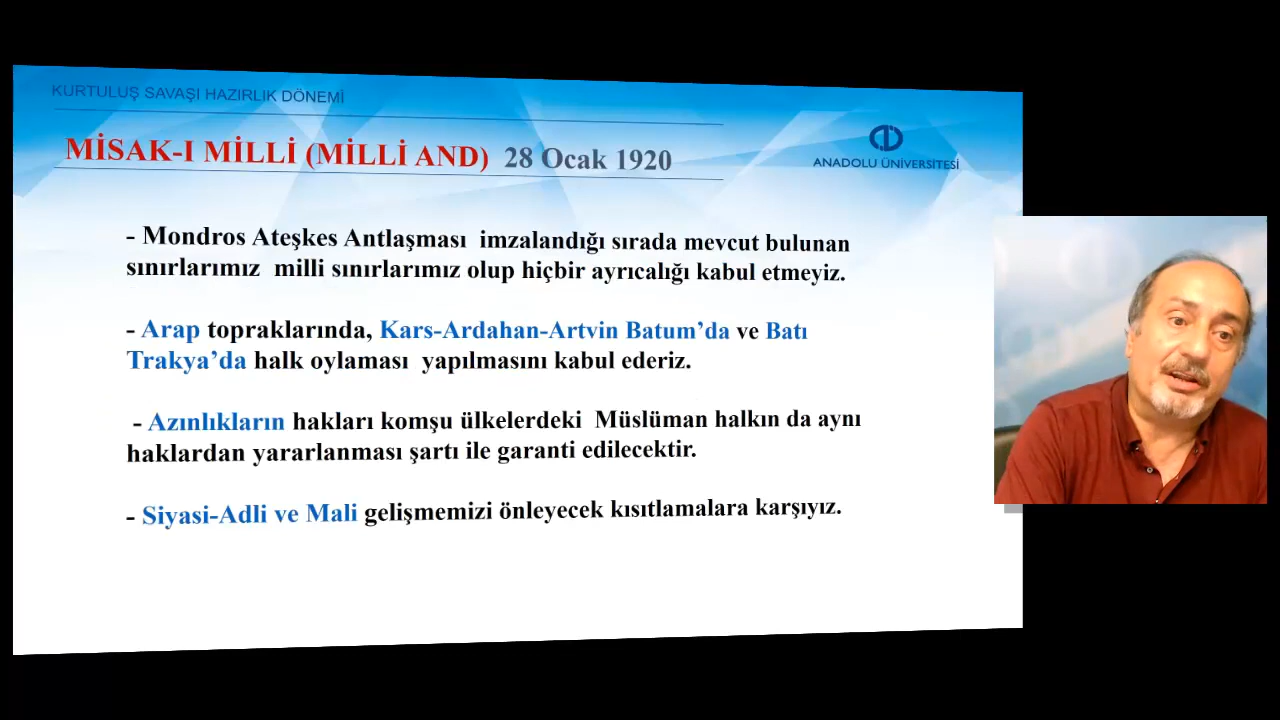 KURTULUŞ SAVAŞI HAZIRLIK DÖNEMİ
MİSAK-I MİLLİ (MİLLİ AND) 28 Ocak 1920
ANADOLU ÜNİVERSİTESİ
- Mondros Ateşkes Antlaşması imzalandığı sırada mevcut bulunan
sınırlarımız milli sınırlarımız olup hiçbir ayrıcalığı kabul etmeyiz.
- Arap topraklarında, Kars-Ardahan-Artvin Batum’da ve Batı
Trakya’da halk oylaması yapılmasını kabul ederiz.
- Azınlıkların hakları komşu ülkelerdeki Müslüman halkın da aynı
haklardan yararlanması şartı ile garanti edilecektir.
- Siyasi-Adli ve Mali gelişmemizi önleyecek kısıtlamalara karşıyız.